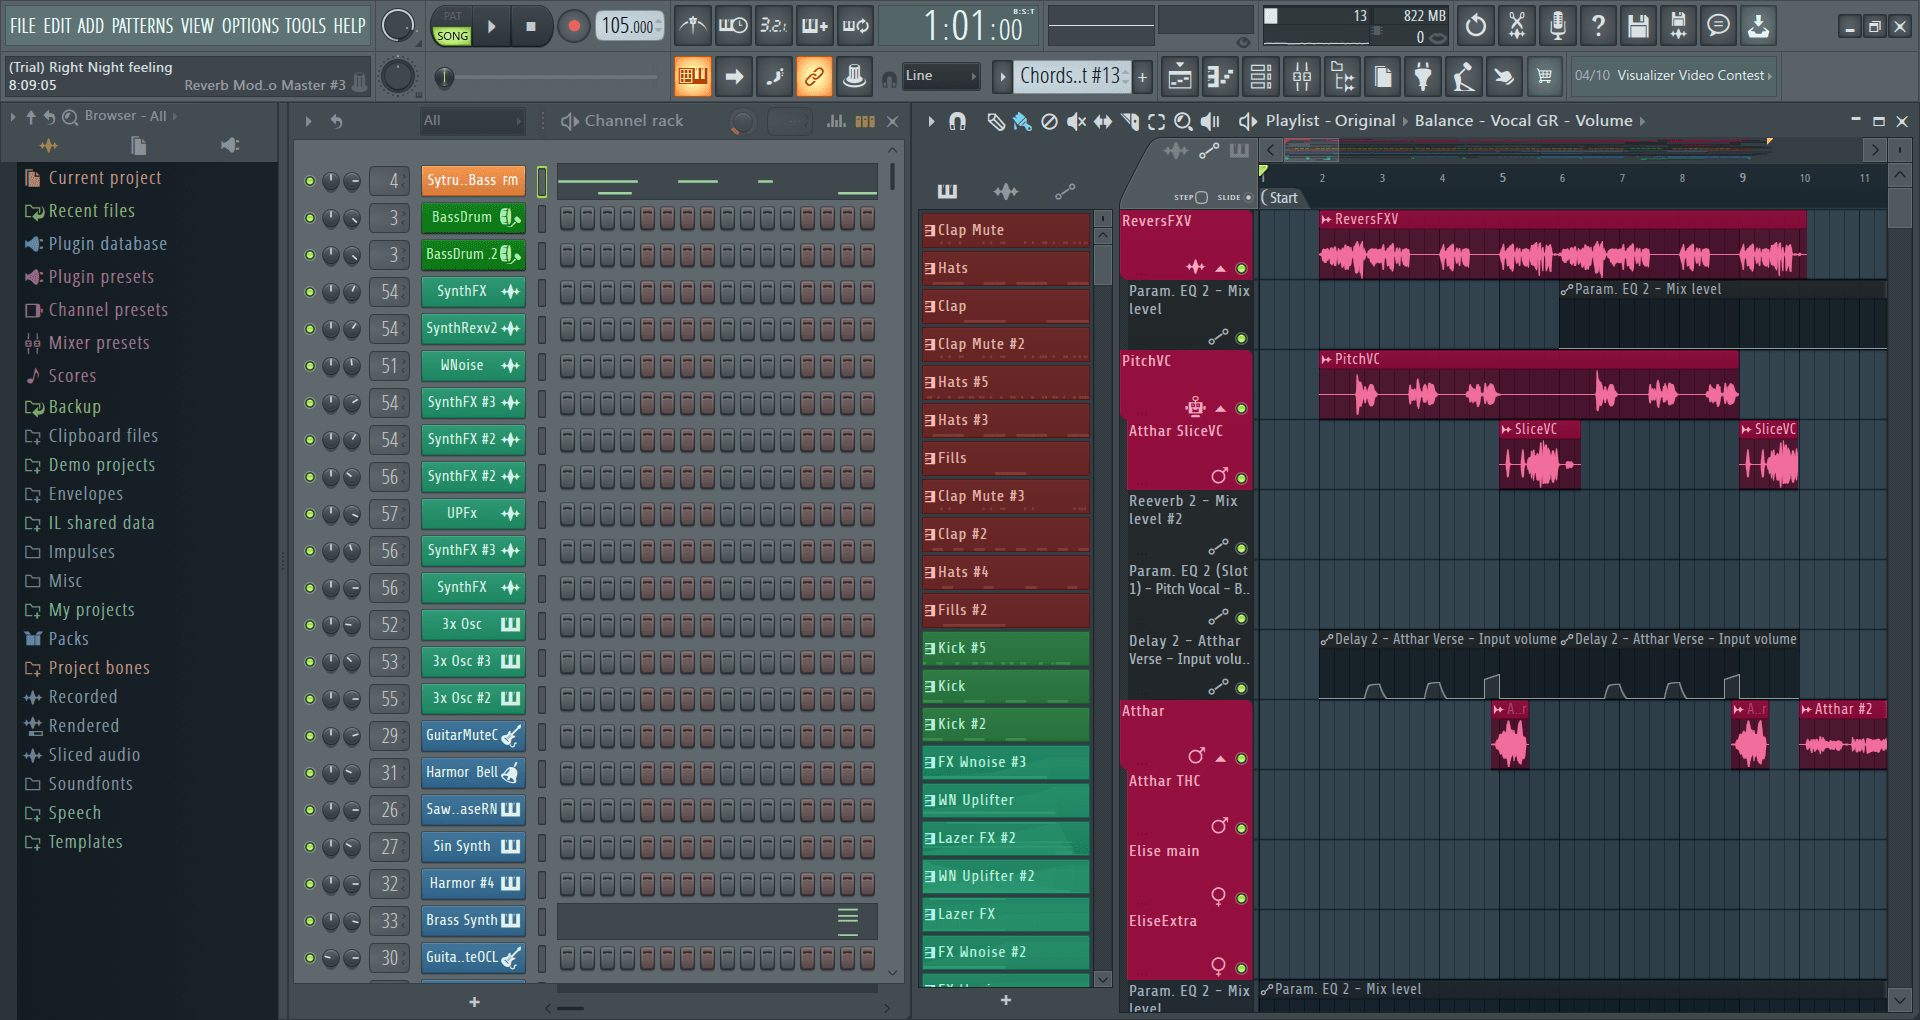 FILE EDIT ADD PATTERNS VIEW OPTIONS TOOLS HELP
PAT
SONG
105.000
3.2.1
1:01:00
B:S:T
13
822 MB
0
(Trial) Right Night feeling
8:09:05
Reverb Mod..o Master #3
Line
Chords..t #13
+
04/10 Visualizer Video Contest
Browser - All
Current project
Recent files
Plugin database
Plugin presets
Channel presets
Mixer presets
Scores
Backup
Clipboard files
Demo projects
Envelopes
IL shared data
Impulses
Misc
My projects
Packs
Project bones
Recorded
Rendered
Sliced audio
Soundfonts
Speech
Templates
All
Channel rack
4 Sytru..Bass FM
3 BassDrum
3 BassDrum .2
54 SynthFX
54 SynthRexv2
51 WNoise
54 SynthFX #3
54 SynthFX #2
56 SynthFX #2
57 UPFx
56 SynthFX #3
56 SynthFX
52 3x Osc
53 3x Osc #3
55 3x Osc #2
29 GuitarMuteC
31 Harmor Bell
26 Saw..aseRN
27 Sin Synth
32 Harmor #4
33 Brass Synth
30 Guita..teOCL
+
Playlist - Original
Balance - Vocal GR - Volume
Clap Mute
Hats
Clap
Clap Mute #2
Hats #5
Hats #3
Fills
Clap Mute #3
Clap #2
Hats #4
Fills #2
Kick #5
Kick
Kick #2
FX Wnoise #3
WN Uplifter
Lazer FX #2
WN Uplifter #2
Lazer FX
FX Wnoise #2
+
STEP
SLIDE
1 2 3 4 5 6 7 8 9 10 11
(Start
ReversFXV
Param. EQ 2 - Mix
level
PitchVC
Atthar SliceVC
Reeverb 2 - Mix
level #2
Param. EQ 2 (Slot
1) - Pitch Vocal - B..
Delay 2 - Atthar
Verse - Input volu..
Atthar
Atthar THC
Elise main
EliseExtra
Param. EQ 2 - Mix
level
ReversFXV
Param. EQ 2 - Mix level
PitchVC
SliceVC
SliceVC
Delay 2 - Atthar Verse - Input volume
Delay 2 - Atthar Verse - Input volume
A..r
A..r
Atthar #2
Param. EQ 2 - Mix level